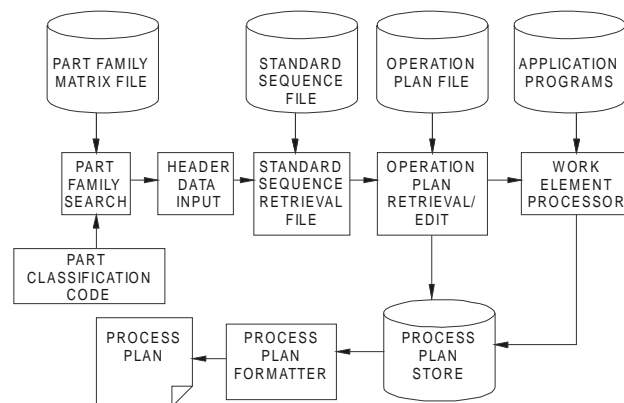 PART FAMILY
MATRIX FILE
STANDARD
SEQUENCE
FILE
OPERATION
PLAN FILE
APPLICATION
PROGRAMS
PART
FAMILY
SEARCH
HEADER
DATA
INPUT
STANDARD
SEQUENCE
RETRIEVAL
FILE
OPERATION
PLAN
RETRIEVAL/
EDIT
WORK
ELEMENT
PROCESSOR
PART
CLASSIFICATION
CODE
PROCESS
PLAN
PROCESS
PLAN
FORMATTER
PROCESS
PLAN
STORE